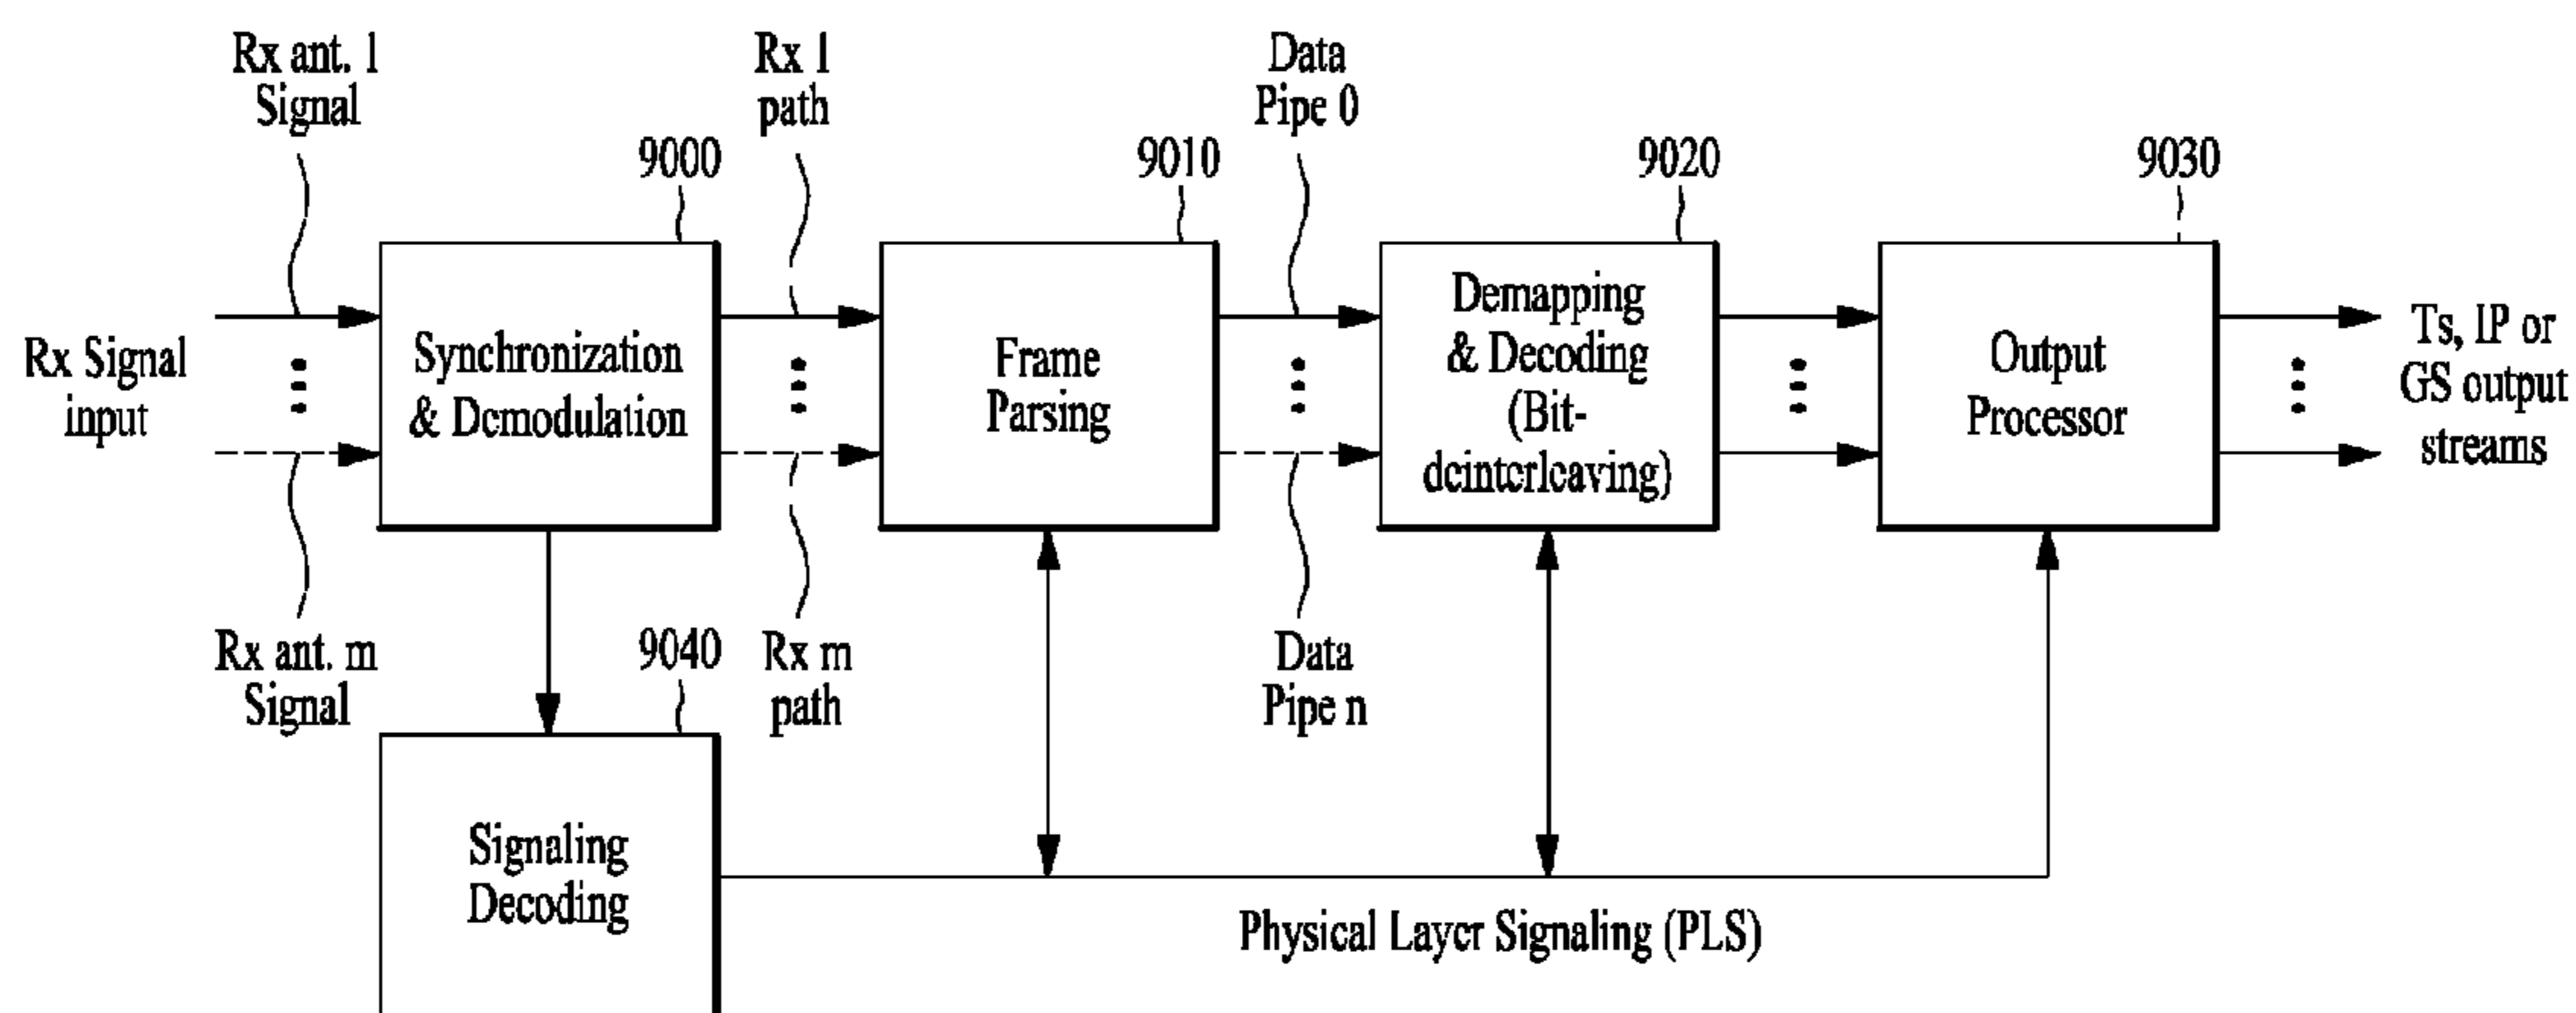 Rx ant. 1
Signal
Rx 1
path
Data
Pipe 0
9000
9010
9020
9030
Rx Signal
input
Synchronization
& Demodulation
Frame
Parsing
Demapping
& Decoding
(Bit-
deinterleaving)
Output
Processor
Ts, IP or
GS output
streams
Rx ant. m
Signal
9040
Rx m
path
Data
Pipe n
Signaling
Decoding
Physical Layer Signaling (PLS)